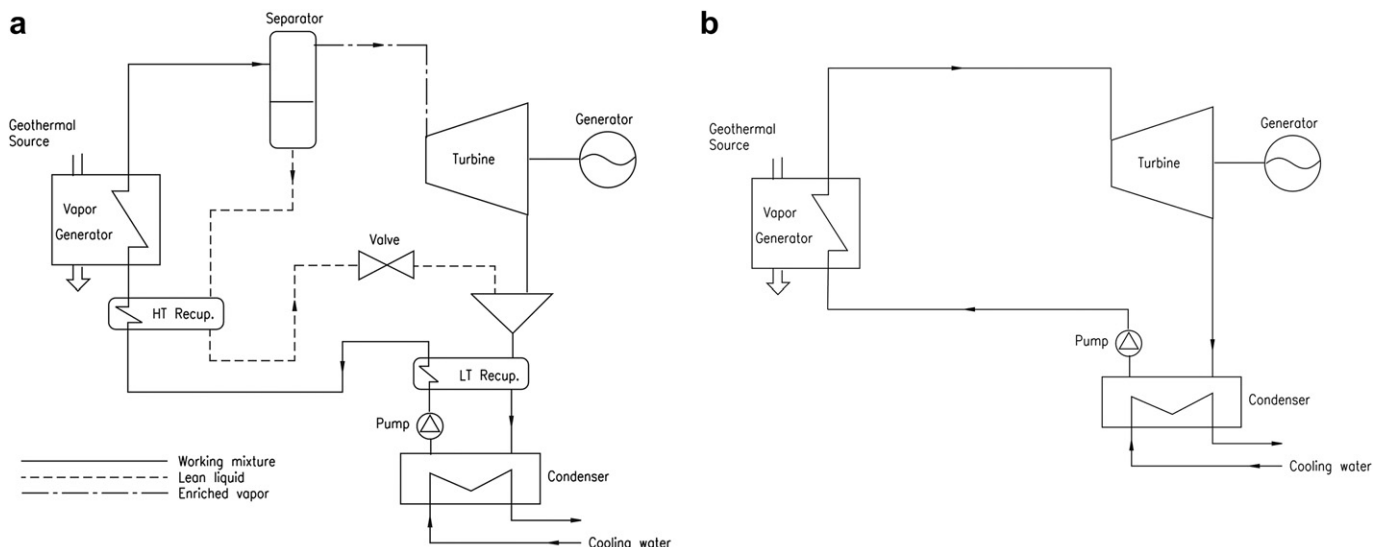 a
Separator
Geothermal
Source
Vapor
Generator
Turbine
Generator
Valve
HT Recup.
LT Recup.
Pump
Condenser
Cooling water
Working mixture
Lean liquid
Enriched vapor
b
Geothermal
Source
Vapor
Generator
Turbine
Generator
Pump
Condenser
Cooling water